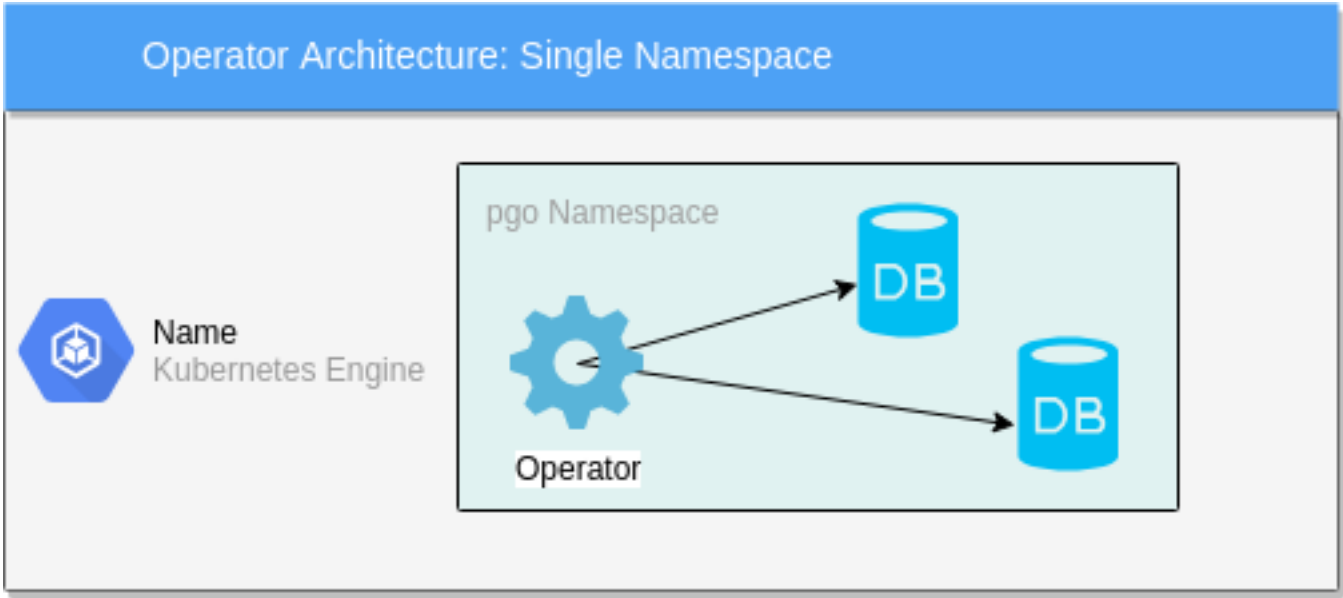 Operator Architecture: Single Namespace
pgo Namespace
DB
Name
Kubernetes Engine
DB
Operator